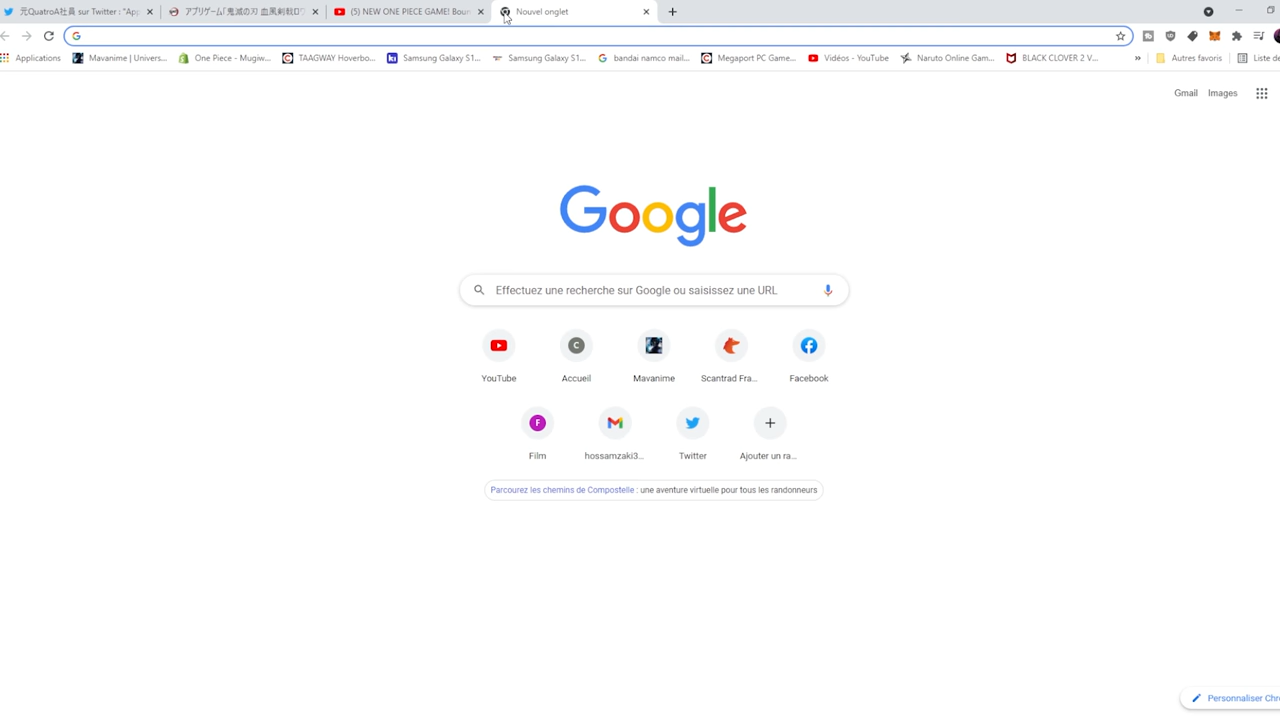 元QuatroA社員 sur Twitter : "App
アプリゲーム「鬼滅の刃 血風剣戟ロワ
(5) NEW ONE PIECE GAME! Boun
Nouvel onglet
Applications
Mavanime | Univers...
One Piece - Mugiw...
TAAGWAY Hoverbo...
Samsung Galaxy S1...
Samsung Galaxy S1...
bandai namco mail...
Megaport PC Game...
Vidéos - YouTube
Naruto Online Gam...
BLACK CLOVER 2 V...
»
Autres favoris
Liste de
Gmail
Images
Google
Effectuez une recherche sur Google ou saisissez une URL
YouTube
C
Accueil
Mavanime
Scantrad Fra...
Facebook
F
Film
hossamzaki3...
Twitter
Ajouter un ra...
Parcourez les chemins de Compostelle : une aventure virtuelle pour tous les randonneurs
Personnaliser Chr